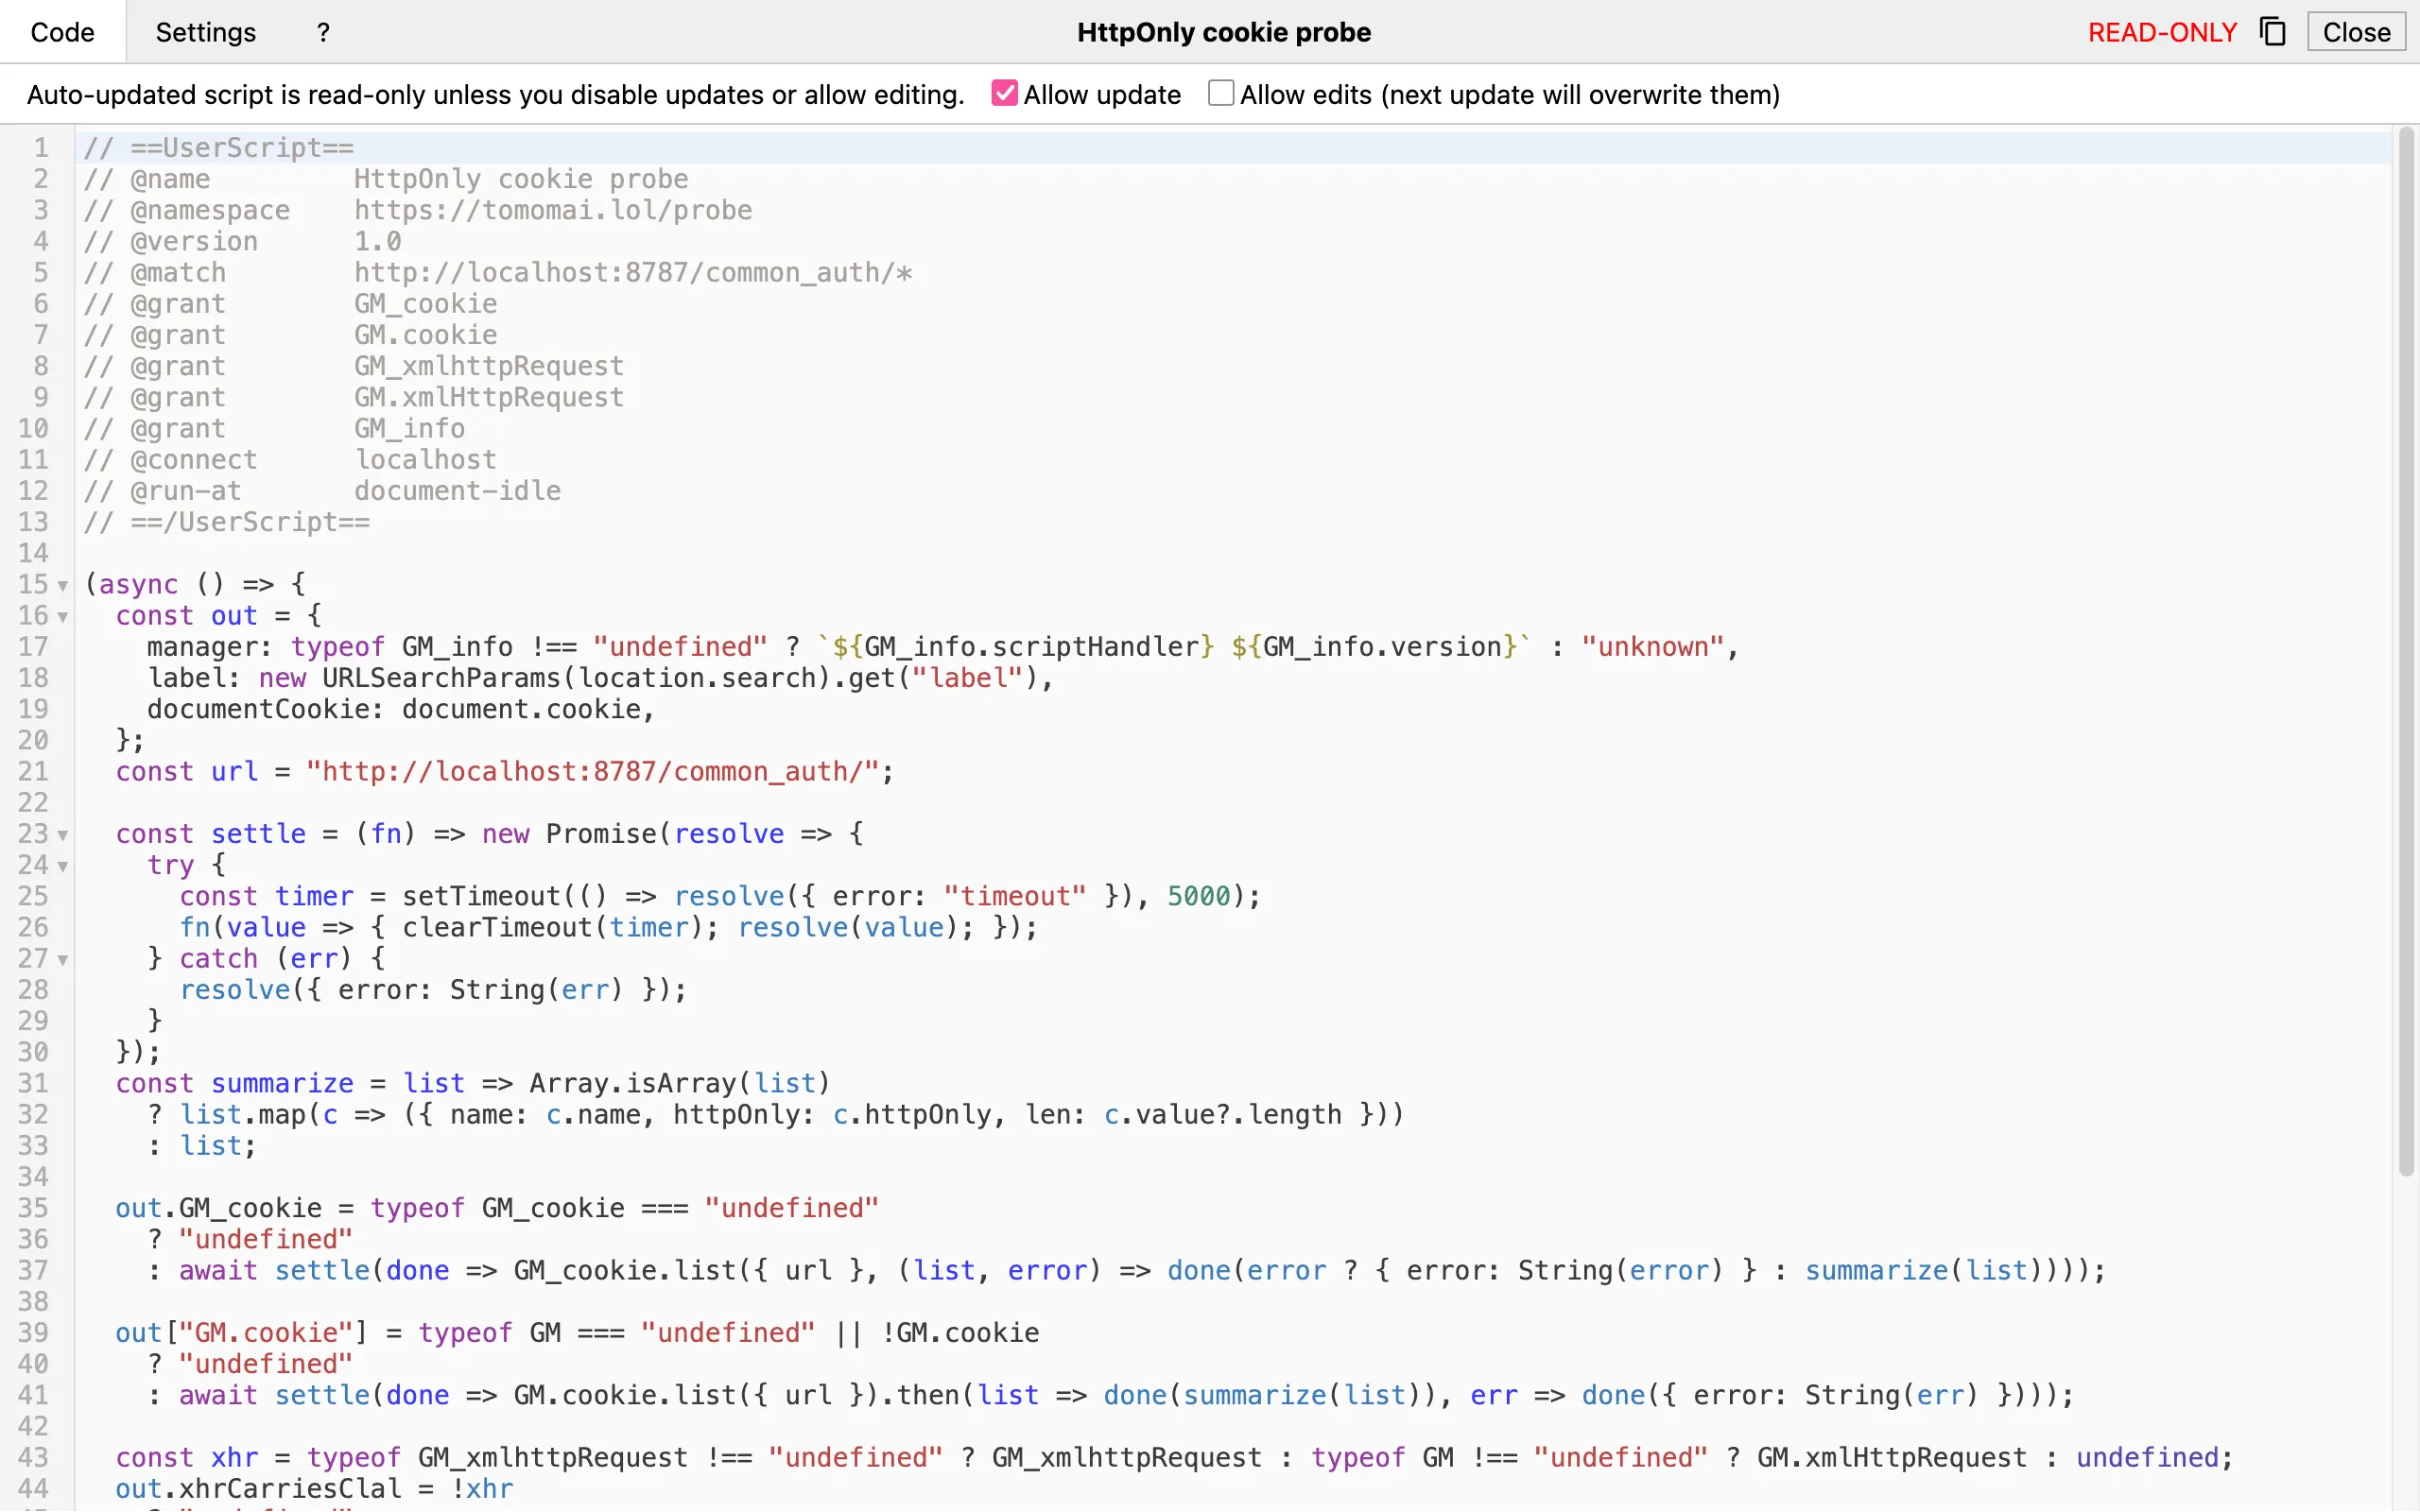 Code Settings ? HttpOnly cookie probe READ-ONLY Close
Auto-updated script is read-only unless you disable updates or allow editing. Allow update Allow edits (next update will overwrite them)
1 // ==UserScript==
2 // @name         HttpOnly cookie probe
3 // @namespace    https://tomomai.lol/probe
4 // @version      1.0
5 // @match        http://localhost:8787/common_auth/*
6 // @grant        GM_cookie
7 // @grant        GM.cookie
8 // @grant        GM_xmlhttpRequest
9 // @grant        GM.xmlHttpRequest
10 // @grant        GM_info
11 // @connect      localhost
12 // @run-at       document-idle
13 // ==/UserScript==
14
15 (async () => {
16   const out = {
17     manager: typeof GM_info !== "undefined" ? `${GM_info.scriptHandler} ${GM_info.version}` : "unknown",
18     label: new URLSearchParams(location.search).get("label"),
19     documentCookie: document.cookie,
20   };
21   const url = "http://localhost:8787/common_auth/";
22
23   const settle = (fn) => new Promise(resolve => {
24     try {
25       const timer = setTimeout(() => resolve({ error: "timeout" }), 5000);
26       fn(value => { clearTimeout(timer); resolve(value); });
27     } catch (err) {
28       resolve({ error: String(err) });
29     }
30   });
31   const summarize = list => Array.isArray(list)
32     ? list.map(c => ({ name: c.name, httpOnly: c.httpOnly, len: c.value?.length }))
33     : list;
34
35   out.GM_cookie = typeof GM_cookie === "undefined"
36     ? "undefined"
37     : await settle(done => GM_cookie.list({ url }, (list, error) => done(error ? { error: String(error) } : summarize(list))));
38
39   out["GM.cookie"] = typeof GM === "undefined" || !GM.cookie
40     ? "undefined"
41     : await settle(done => GM.cookie.list({ url }).then(list => done(summarize(list)), err => done({ error: String(err) })));
42
43   const xhr = typeof GM_xmlhttpRequest !== "undefined" ? GM_xmlhttpRequest : typeof GM !== "undefined" ? GM.xmlHttpRequest : undefined;
44   out.xhrCarriesClal = !xhr